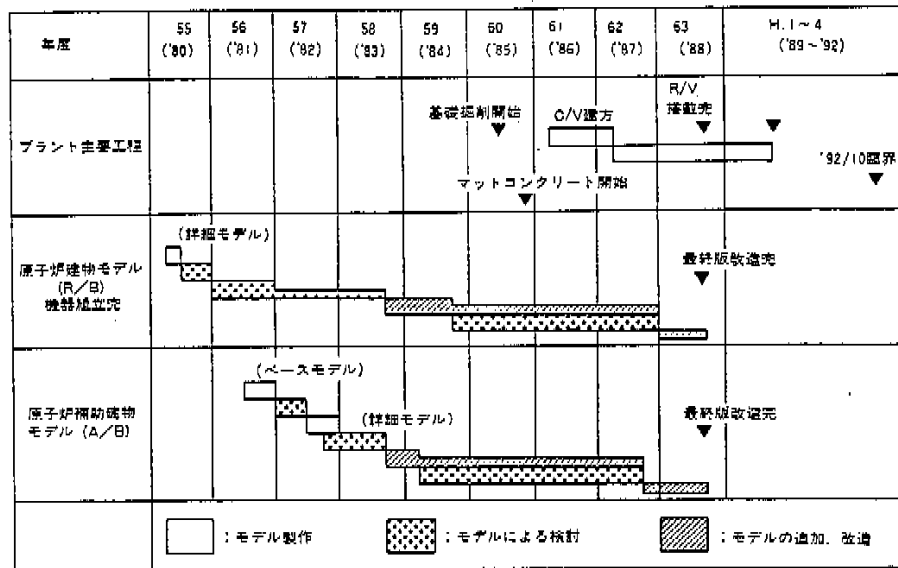 年度
55 56 57 58 59 60 61 62 63 H.1~4
('80) ('81) ('82) ('83) ('84) ('85) ('86) ('87) ('88) ('89~'92)
プラント主要工程
基礎掘削開始
C/V建方
R/V
搭載完
'92/10臨界
マットコンクリート開始
原子炉建物モデル
(R/B)
機器組立完
(詳細モデル)
最終版改造完
原子炉補助建物
モデル (A/B)
(ベースモデル)
(詳細モデル)
最終版改造完
:モデル製作
:モデルによる検討
:モデルの追加, 改造